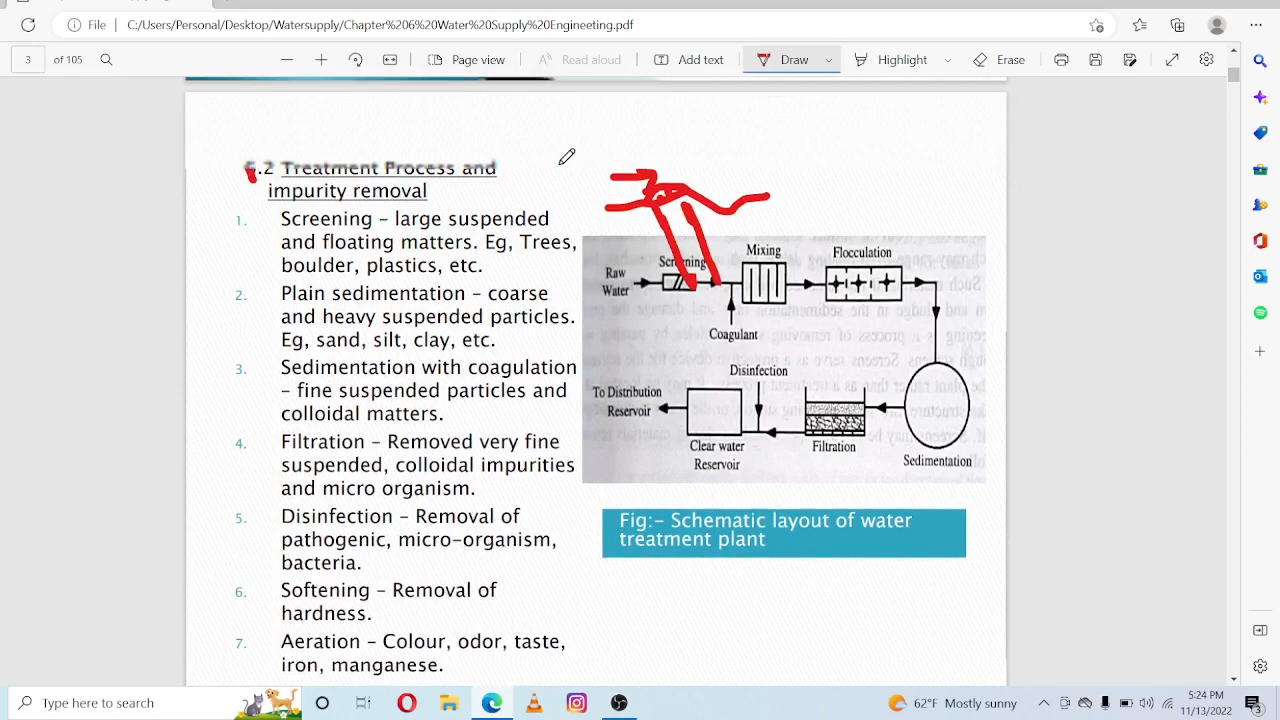 File
C:/Users/Personal/Desktop/Watersupply/Chapter%206%20Water%20Supply%20Engineeting.pdf
3
of 105
Page view
Read aloud
Add text
Draw
Highlight
Erase
.2 Treatment Process and
impurity removal
1. Screening – large suspended
and floating matters. Eg, Trees,
boulder, plastics, etc.
2. Plain sedimentation – coarse
and heavy suspended particles.
Eg, sand, silt, clay, etc.
3. Sedimentation with coagulation
– fine suspended particles and
colloidal matters.
4. Filtration – Removed very fine
suspended, colloidal impurities
and micro organism.
5. Disinfection – Removal of
pathogenic, micro-organism,
bacteria.
6. Softening – Removal of
hardness.
7. Aeration – Colour, odor, taste,
iron, manganese.
Raw
Water
Screening
Mixing
Flocculation
Coagulant
Disinfection
To Distribution
Reservoir
Clear water
Reservoir
Filtration
Sedimentation
Fig:- Schematic layout of water
treatment plant
Type here to search
62°F Mostly sunny
5:24 PM
11/13/2022
3